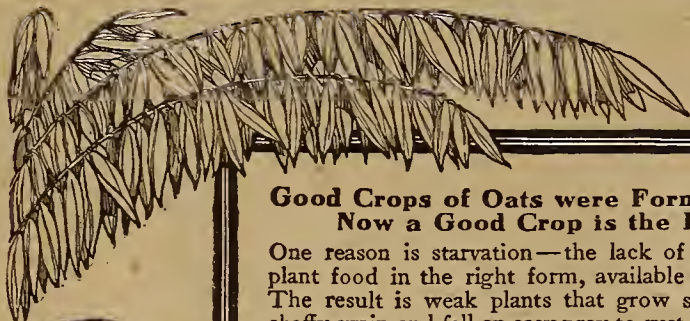 Good Crops of Oats were
Now a Good Crop is the
One reason is starvation—the lack of
plant food in the right form, available
The result is weak plants that grow